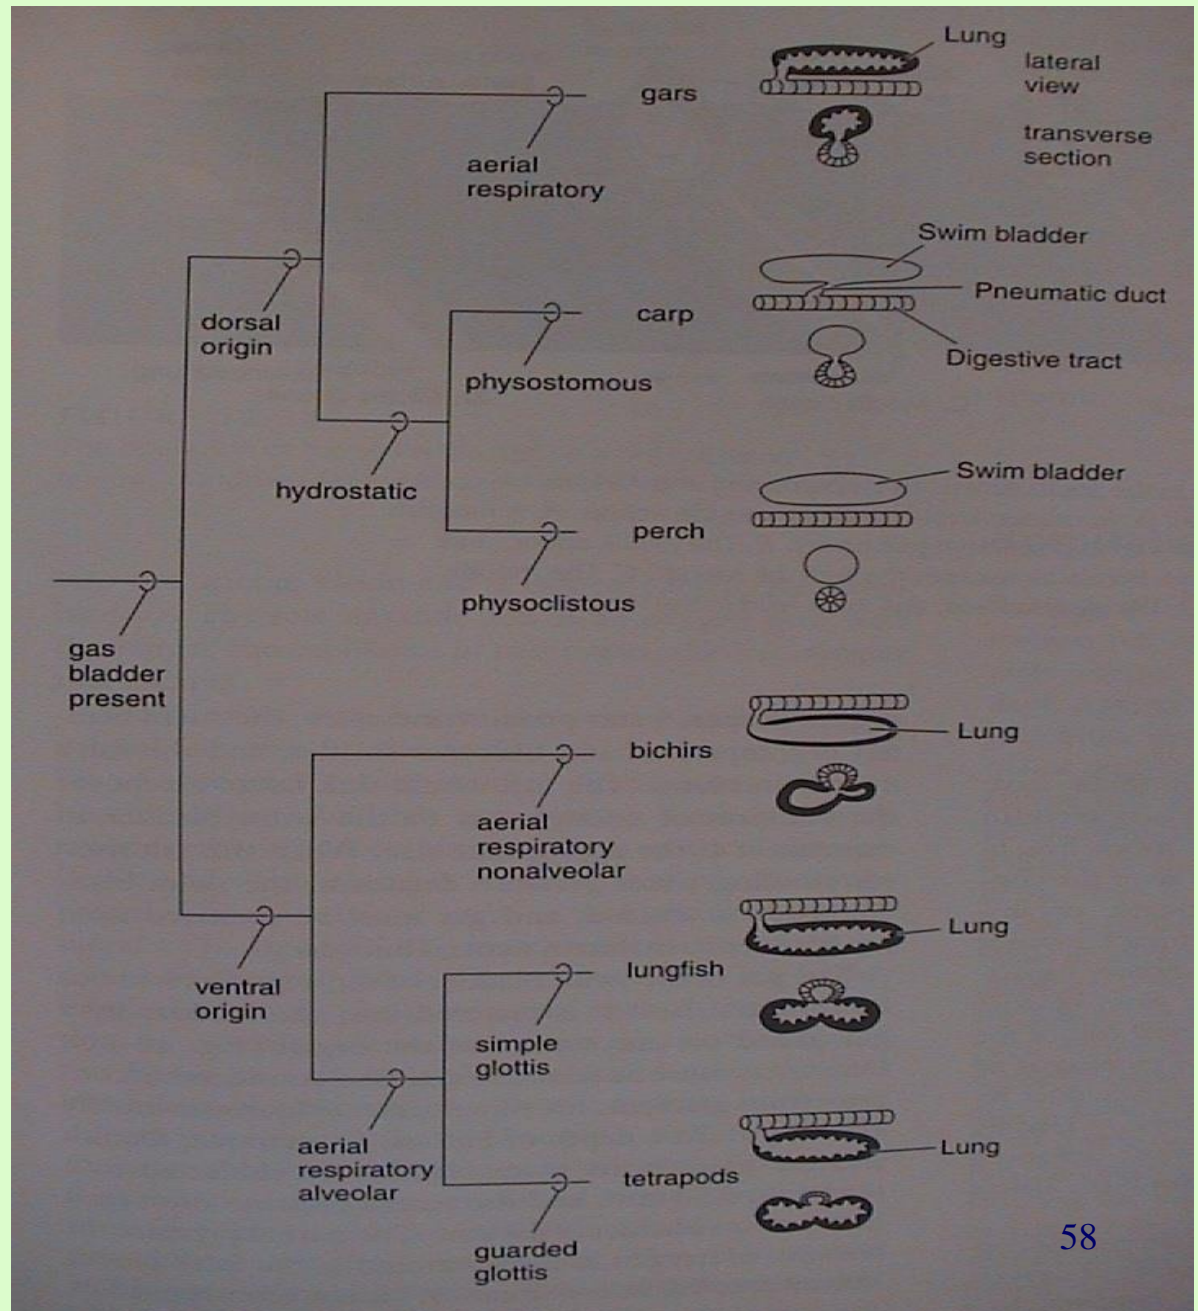 Lung
lateral
view
gars
transverse
section
aerial
respiratory
Swim bladder
Pneumatic duct
carp
dorsal
origin
Digestive tract
physostomous
hydrostatic
Swim bladder
perch
physoclistous
gas
bladder
present
bichirs
Lung
aerial
respiratory
nonalveolar
Lung
lungfish
ventral
origin
simple
glottis
aerial
respiratory
alveolar
Lung
tetrapods
guarded
glottis
58